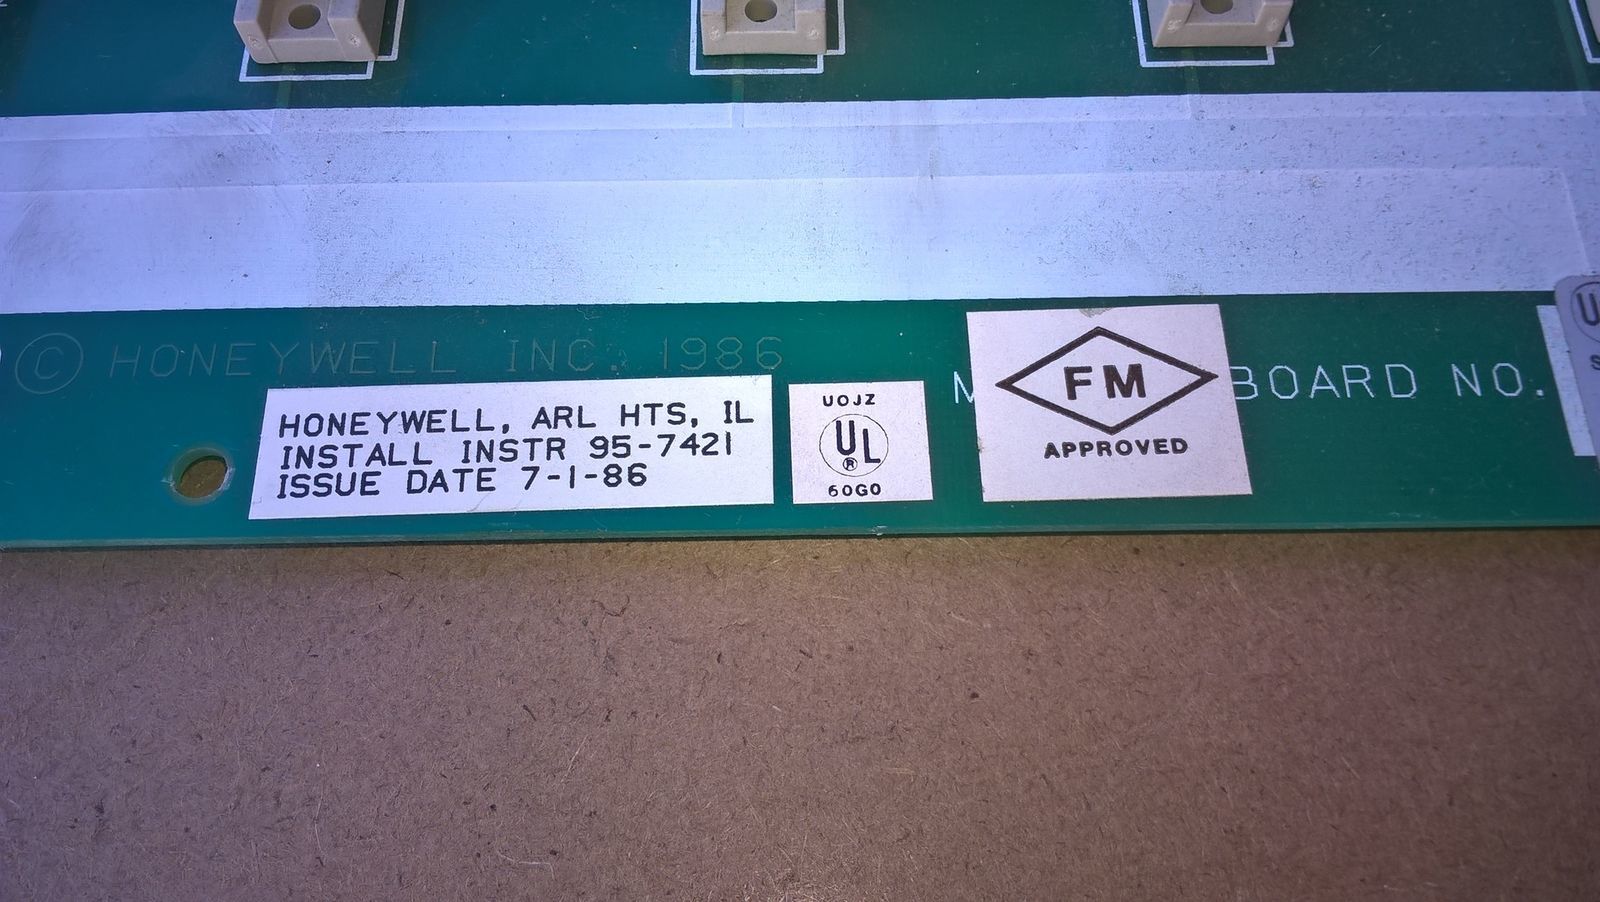 © HONEYWELL INC. 1986
HONEYWELL, ARL HTS, IL
INSTALL INSTR 95-7421
ISSUE DATE 7-1-86
UOJZ
UL
®
60G0
FM
APPROVED
BOARD NO.